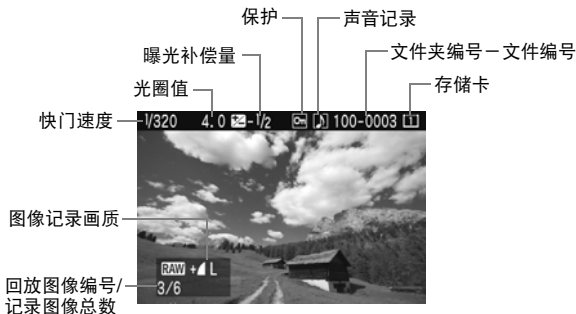 保护
声音记录
曝光补偿量
文件夹编号－文件编号
光圈值
存储卡
快门速度
1/320 4.0 -1/2 100-0003 1
图像记录画质
RAW + L
3/6
回放图像编号/
记录图像总数